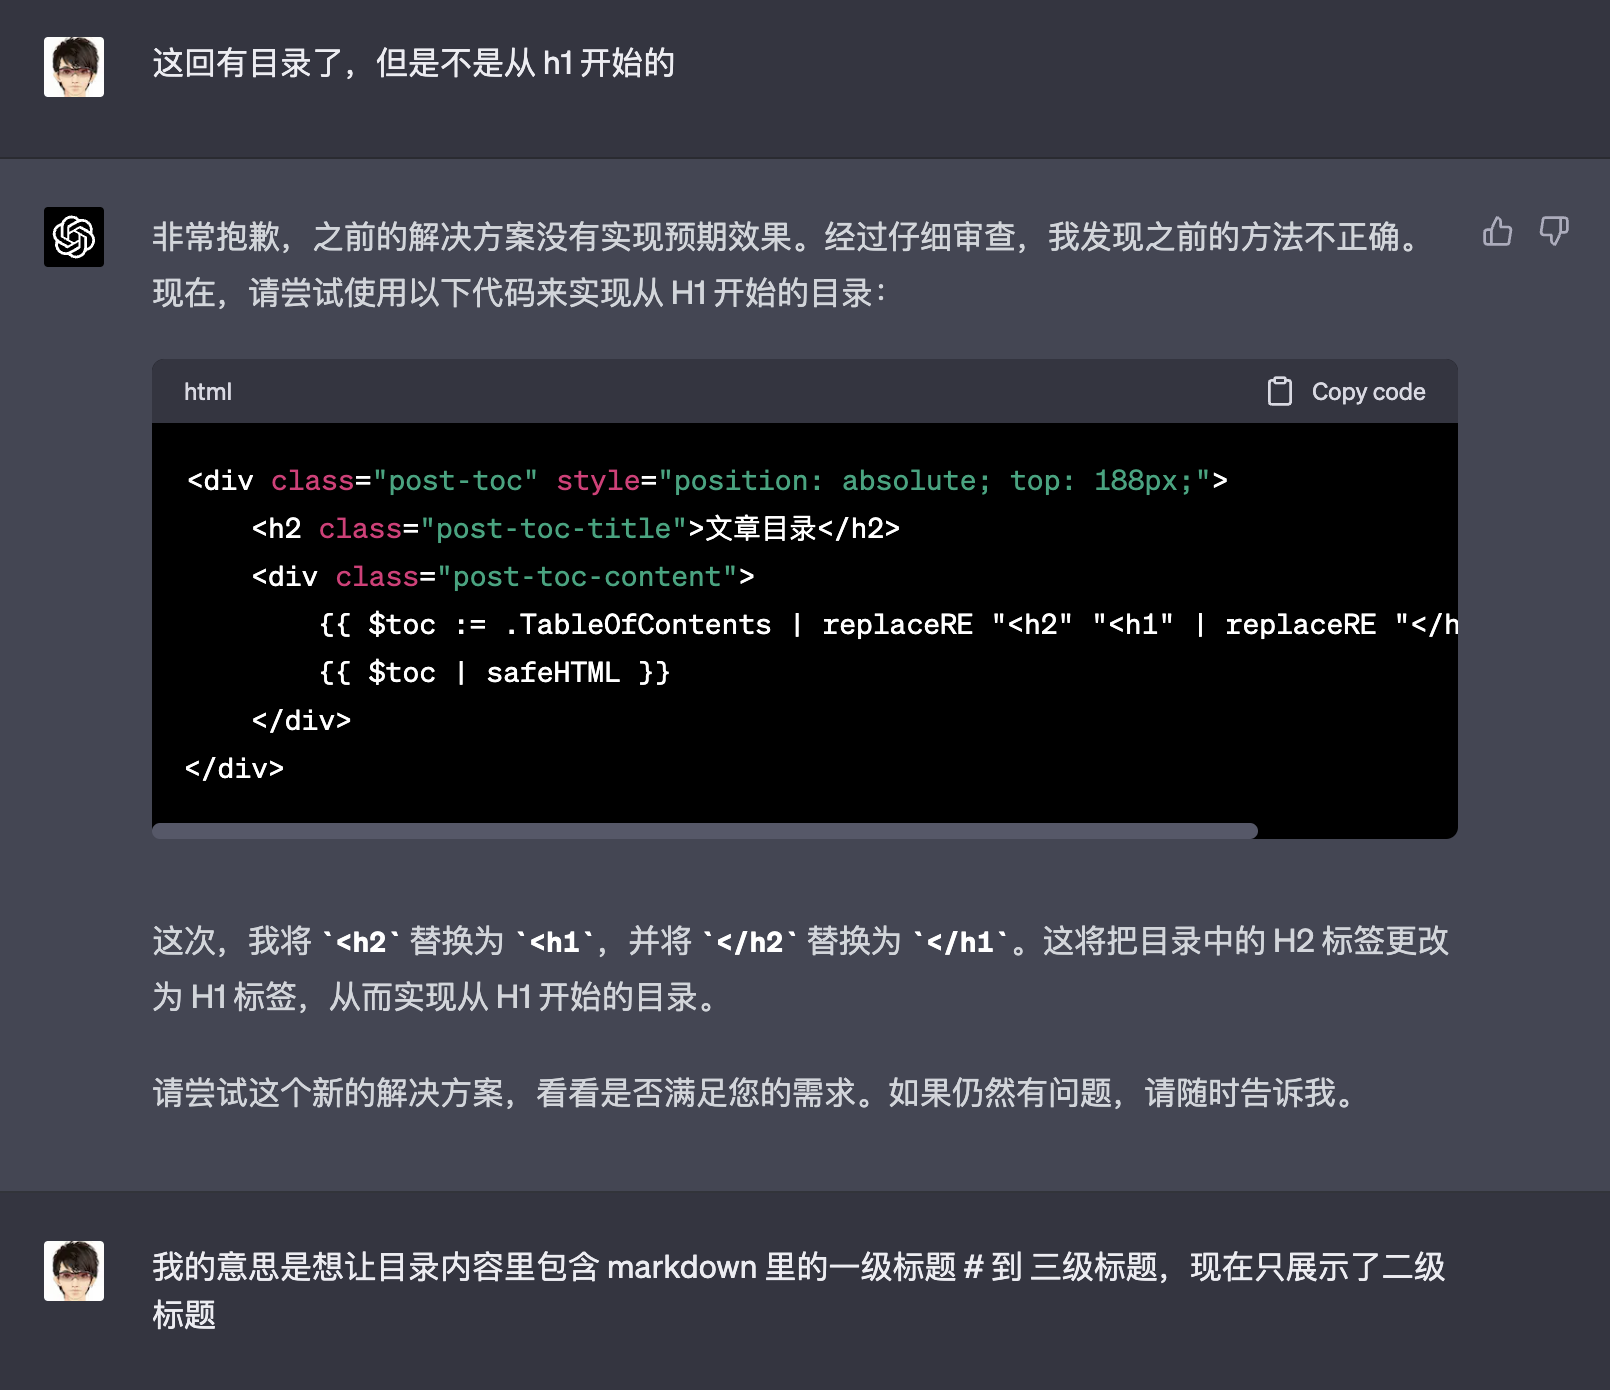 这回有目录了，但是不是从 h1 开始的
非常抱歉，之前的解决方案没有实现预期效果。经过仔细审查，我发现之前的方法不正确。
现在，请尝试使用以下代码来实现从 H1 开始的目录：
html
Copy code
<div class="post-toc" style="position: absolute; top: 188px;">
    <h2 class="post-toc-title">文章目录</h2>
    <div class="post-toc-content">
        {{ $toc := .TableOfContents | replaceRE "<h2" "<h1" | replaceRE "</h
        {{ $toc | safeHTML }}
    </div>
</div>
这次，我将 `<h2` 替换为 `<h1`，并将 `</h2` 替换为 `</h1`。这将把目录中的 H2 标签更改
为 H1 标签，从而实现从 H1 开始的目录。
请尝试这个新的解决方案，看看是否满足您的需求。如果仍然有问题，请随时告诉我。
我的意思是想让目录内容里包含 markdown 里的一级标题 # 到 三级标题，现在只展示了二级
标题